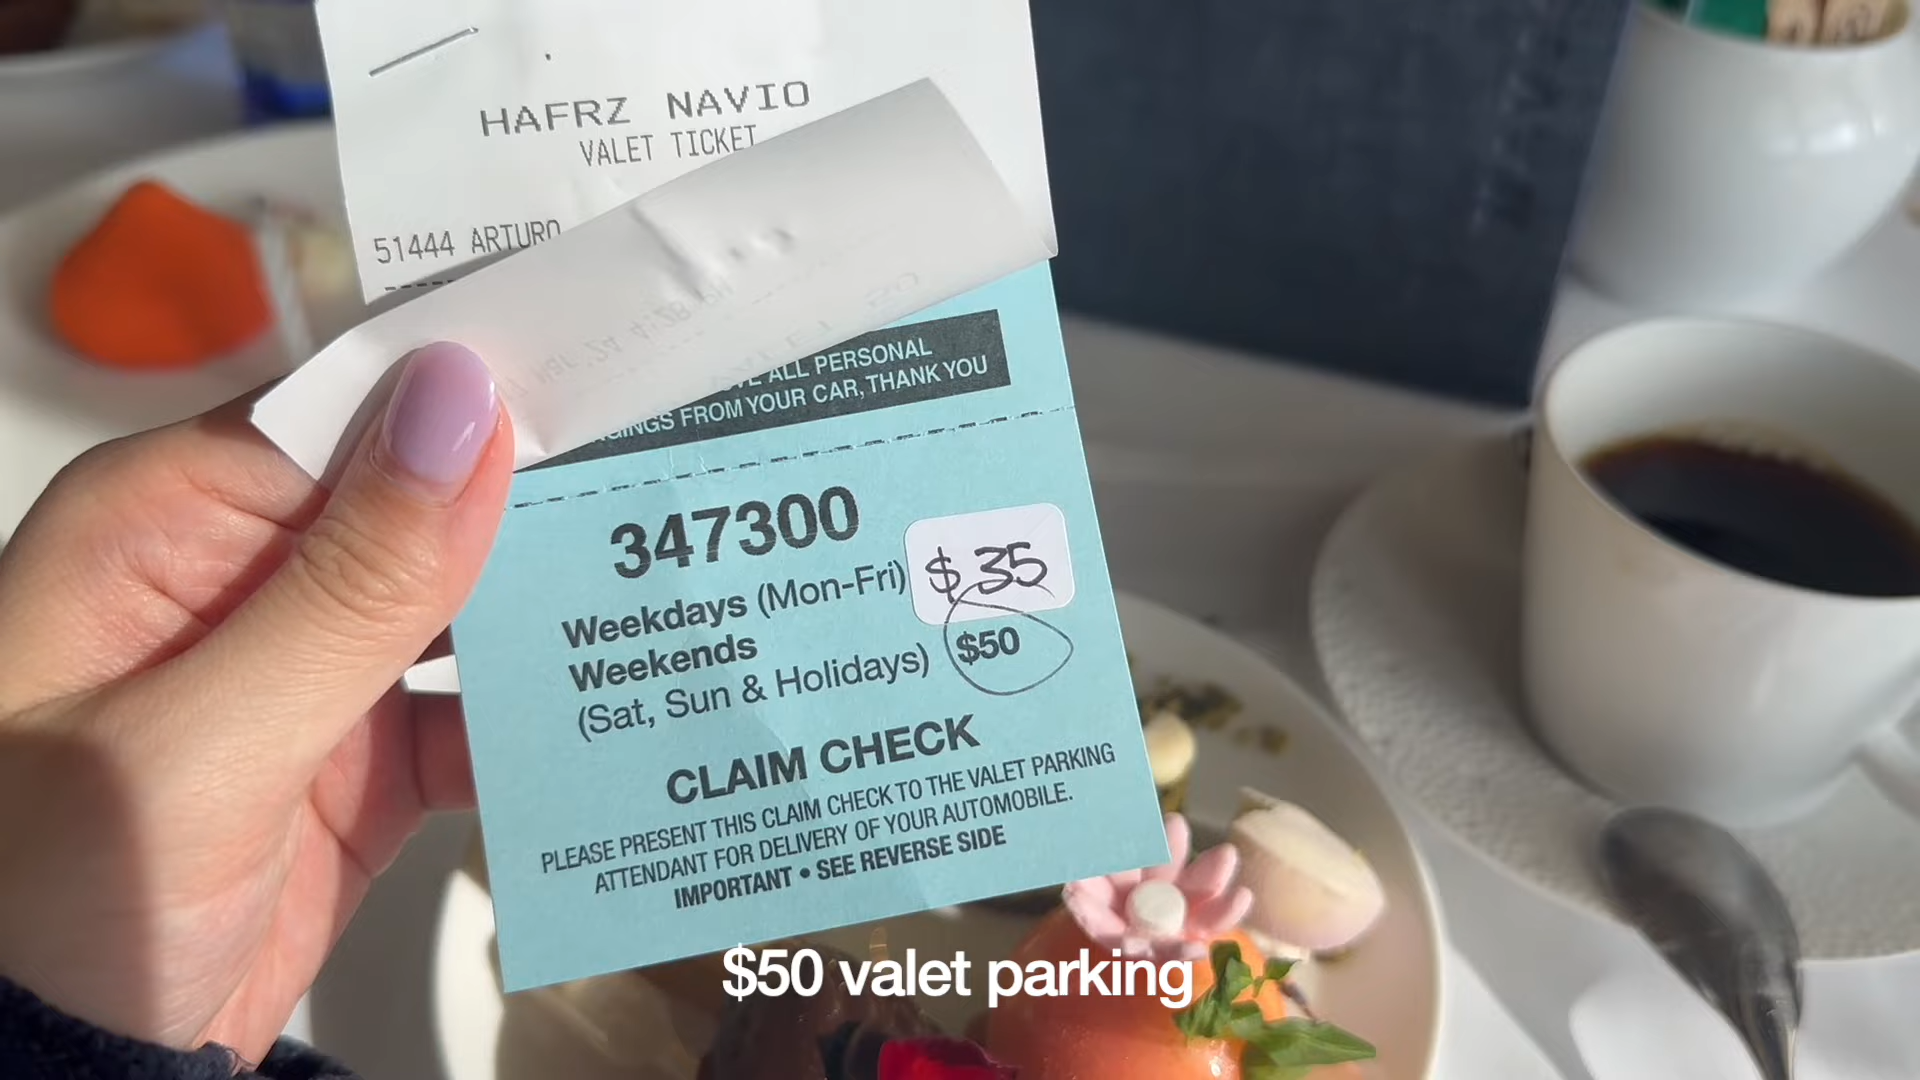 HAFRZ NAVIO
VALET TICKET
51444 ARTURO
ALL PERSONAL
FROM YOUR CAR, THANK YOU
347300
Weekdays (Mon-Fri) $35
Weekends
(Sat, Sun & Holidays) $50
CLAIM CHECK
PLEASE PRESENT THIS CLAIM CHECK TO THE VALET PARKING
ATTENDANT FOR DELIVERY OF YOUR AUTOMOBILE.
IMPORTANT • SEE REVERSE SIDE
$50 valet parking